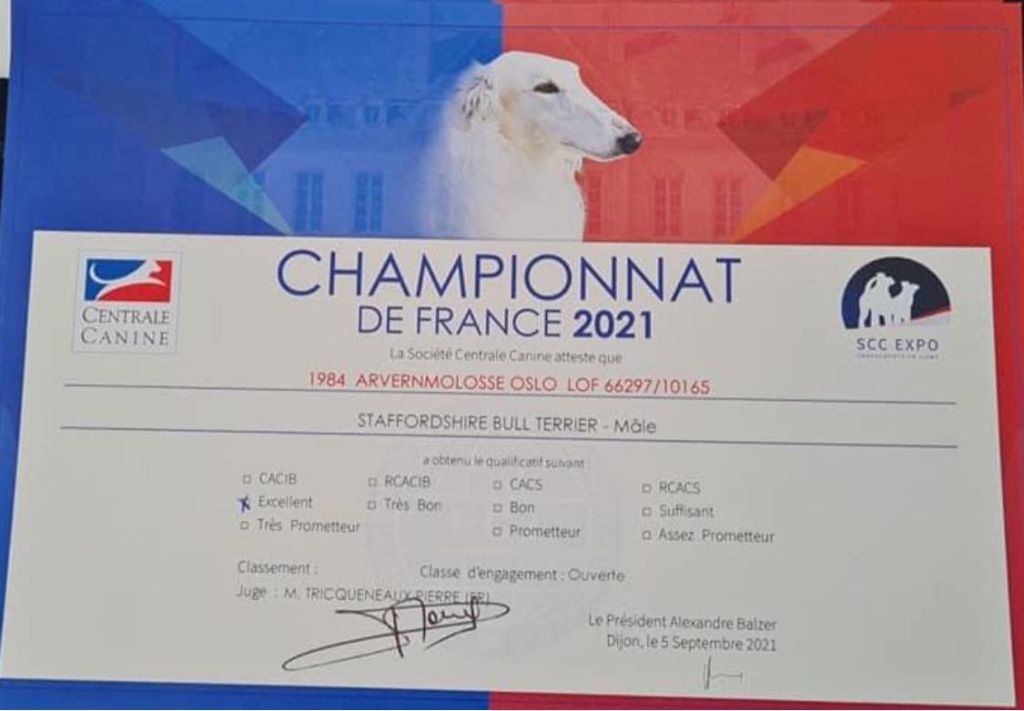 CENTRALE
CANINE
CHAMPIONNAT
DE FRANCE 2021
SCC EXPO
La Société Centrale Canine atteste que
1984 ARVERNMOLOSSE OSLO LOF 66297/10165
STAFFORDSHIRE BULL TERRIER - Mâle
a obtenu le qualificatif suivant :
CACIB RCACIB CACS RCACS
Excellent Très Bon Bon Suffisant
Très Prometteur Prometteur Assez Prometteur
Classement : Classe d'engagement : Ouverte
Juge : M. TRICQUENEAUX PIERRE (FR)
Le Président Alexandre Balzer
Dijon, le 5 Septembre 2021